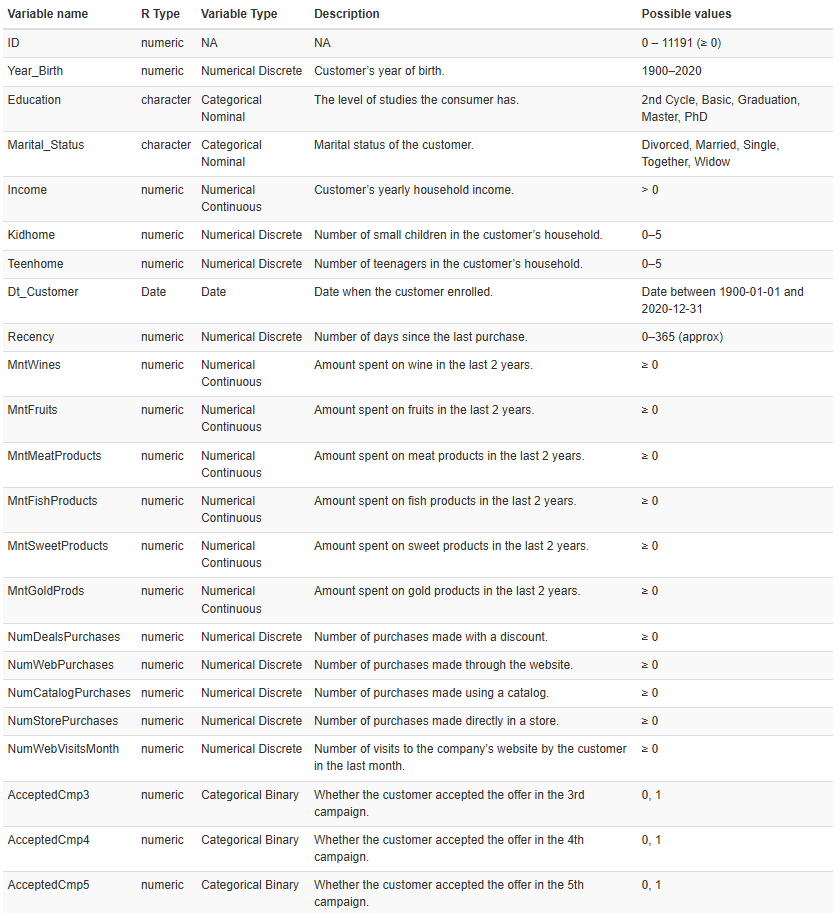 Variable name R Type Variable Type Description Possible values
ID numeric NA NA 0 – 11191 (≥ 0)
Year_Birth numeric Numerical Discrete Customer’s year of birth. 1900–2020
Education character Categorical The level of studies the consumer has. 2nd Cycle, Basic, Graduation,
Nominal Master, PhD
Marital_Status character Categorical Marital status of the customer. Divorced, Married, Single,
Nominal Together, Widow
Income numeric Numerical Customer’s yearly household income. > 0
Continuous
Kidhome numeric Numerical Discrete Number of small children in the customer’s household. 0–5
Teenhome numeric Numerical Discrete Number of teenagers in the customer’s household. 0–5
Dt_Customer Date Date Date when the customer enrolled. Date between 1900-01-01 and
2020-12-31
Recency numeric Numerical Discrete Number of days since the last purchase. 0–365 (approx)
MntWines numeric Numerical Amount spent on wine in the last 2 years. ≥ 0
Continuous
MntFruits numeric Numerical Amount spent on fruits in the last 2 years. ≥ 0
Continuous
MntMeatProducts numeric Numerical Amount spent on meat products in the last 2 years. ≥ 0
Continuous
MntFishProducts numeric Numerical Amount spent on fish products in the last 2 years. ≥ 0
Continuous
MntSweetProducts numeric Numerical Amount spent on sweet products in the last 2 years. ≥ 0
Continuous
MntGoldProds numeric Numerical Amount spent on gold products in the last 2 years. ≥ 0
Continuous
NumDealsPurchases numeric Numerical Discrete Number of purchases made with a discount. ≥ 0
NumWebPurchases numeric Numerical Discrete Number of purchases made through the website. ≥ 0
NumCatalogPurchases numeric Numerical Discrete Number of purchases made using a catalog. ≥ 0
NumStorePurchases numeric Numerical Discrete Number of purchases made directly in a store. ≥ 0
NumWebVisitsMonth numeric Numerical Discrete Number of visits to the company’s website by the customer ≥ 0
in the last month.
AcceptedCmp3 numeric Categorical Binary Whether the customer accepted the offer in the 3rd 0, 1
campaign.
AcceptedCmp4 numeric Categorical Binary Whether the customer accepted the offer in the 4th 0, 1
campaign.
AcceptedCmp5 numeric Categorical Binary Whether the customer accepted the offer in the 5th 0, 1
campaign.